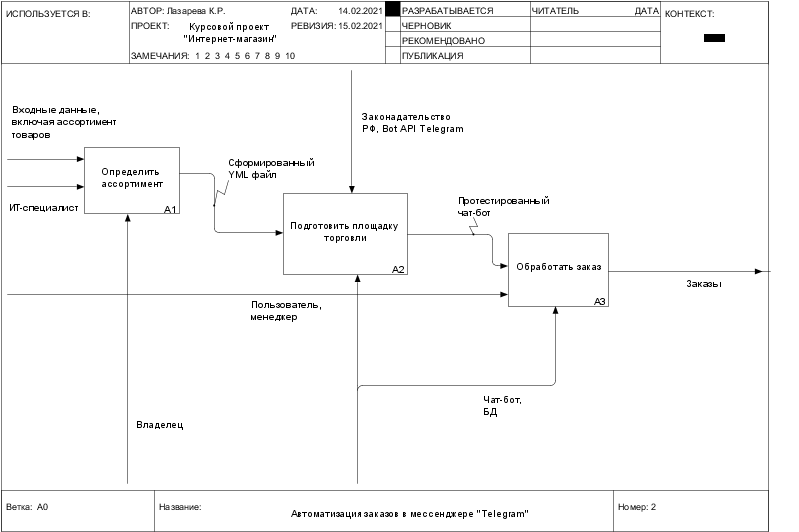 ИСПОЛЬЗУЕТСЯ В:
АВТОР: Лазарева К.Р.
ДАТА: 14.02.2021
ПРОЕКТ: Курсовой проект
"Интернет-магазин"
РЕВИЗИЯ: 15.02.2021
ЗАМЕЧАНИЯ: 1 2 3 4 5 6 7 8 9 10
РАЗРАБАТЫВАЕТСЯ
ЧЕРНОВИК
РЕКОМЕНДОВАНО
ПУБЛИКАЦИЯ
ЧИТАТЕЛЬ ДАТА
КОНТЕКСТ:
Входные данные,
включая ассортимент
товаров
Законадательство
РФ, Bot API Telegram
Определить
ассортимент
A1
Сформированный
YML файл
ИТ-специалист
Подготовить площадку
торговли
A2
Протестированный
чат-бот
Обработать заказ
A3
Заказы
Пользователь,
менеджер
Чат-бот,
БД
Владелец
Ветка: A0
Название:
Автоматизация заказов в мессенджере "Telegram"
Номер: 2